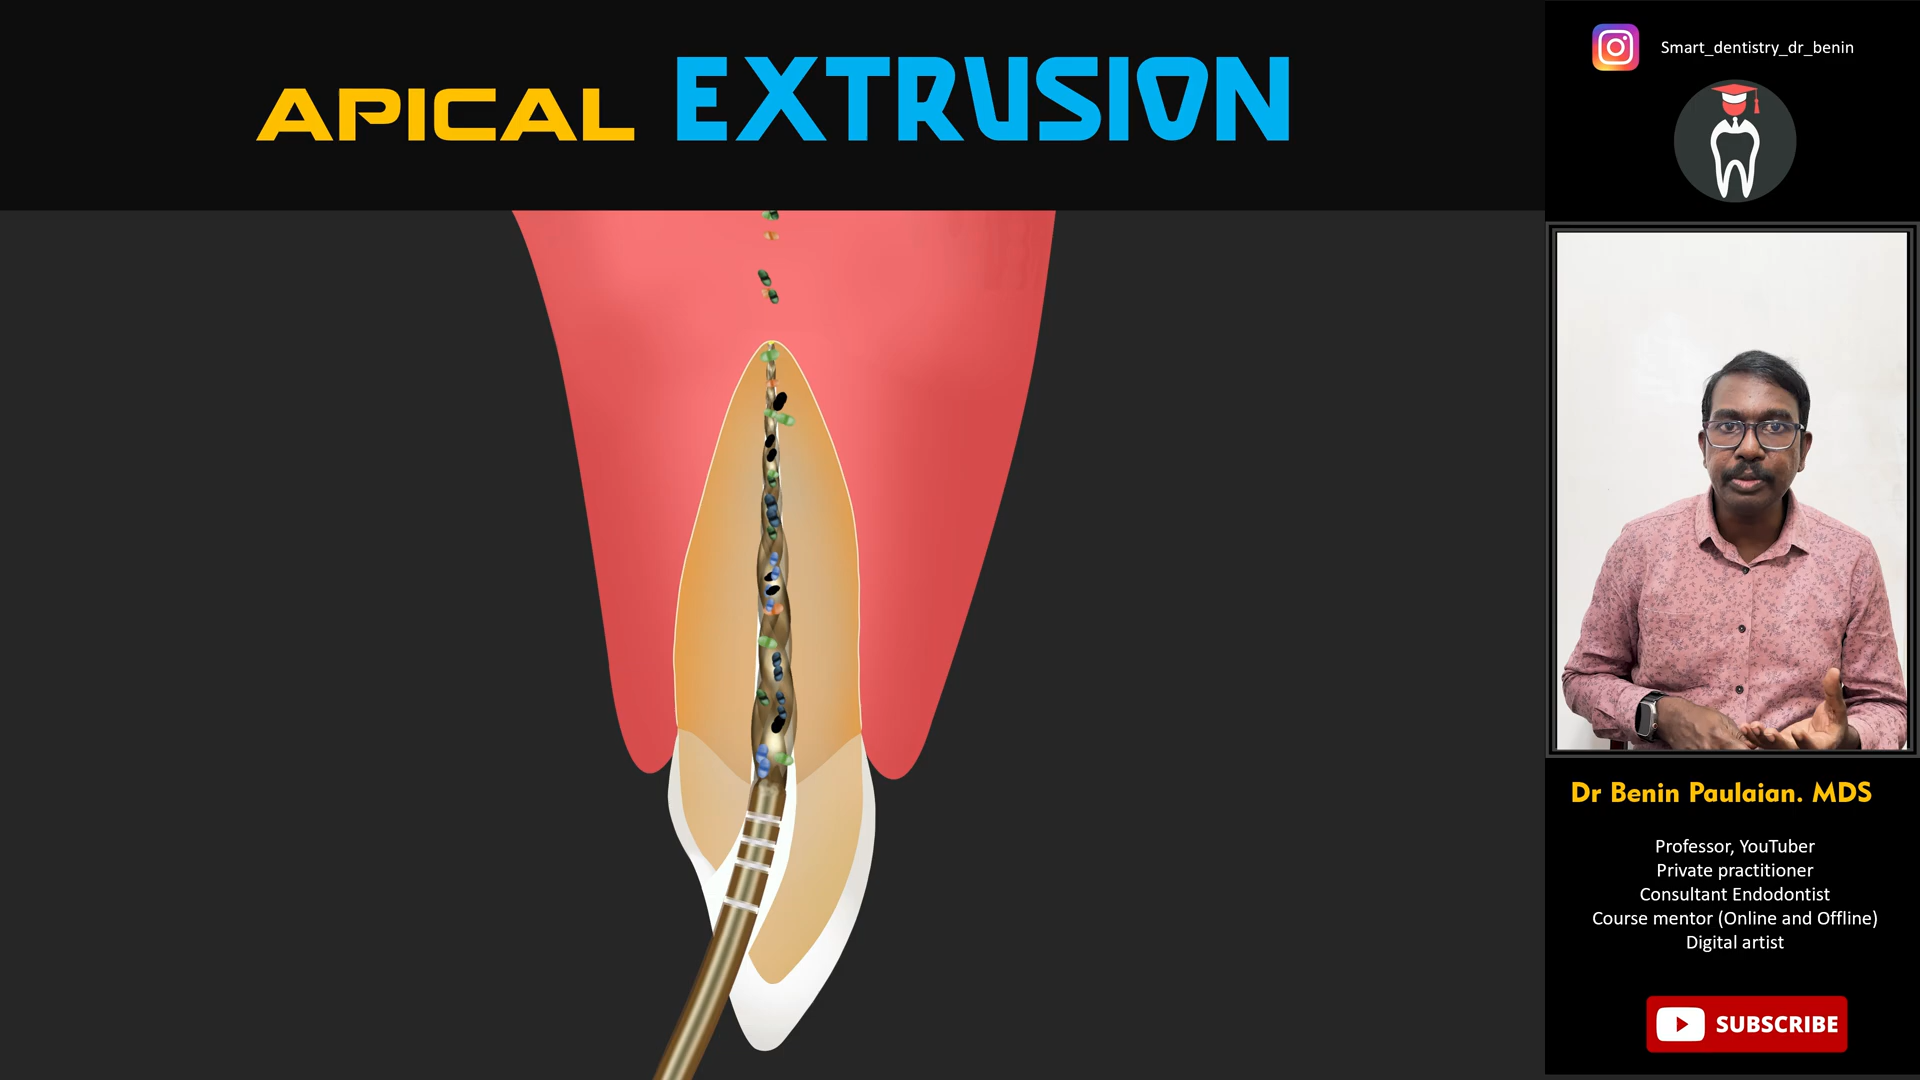 APICAL EXTRUSION
Smart_dentistry_dr_benin
Dr Benin Paulaian. MDS
Professor, YouTuber
Private practitioner
Consultant Endodontist
Course mentor (Online and Offline)
Digital artist
SUBSCRIBE